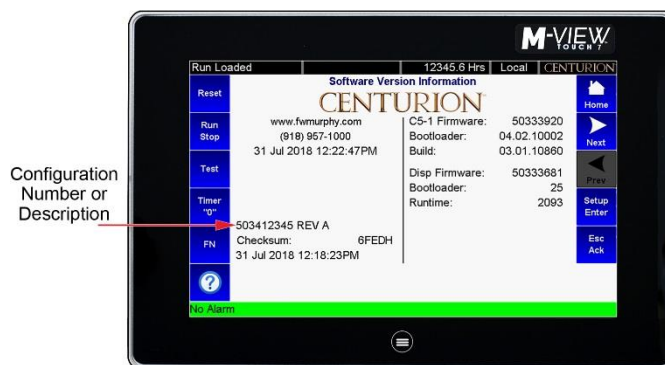 M-VIEW
TOUCH 7
Run Loaded 12345.6 Hrs Local CENTURION
Reset
Run
Stop
Test
Timer
"0"
FN
Software Version Information
CENTURION
www.fwmurphy.com
(918) 957-1000
31 Jul 2018 12:22:47PM
C5-1 Firmware: 50333920
Bootloader: 04.02.10002
Build: 03.01.10860
Disp Firmware: 50333681
Bootloader: 25
Runtime: 2093
503412345 REV A
Checksum: 6FEDH
31 Jul 2018 12:18:23PM
Home
Next
Prev
Setup
Enter
Esc
Ack
?
No Alarm
Configuration
Number or
Description